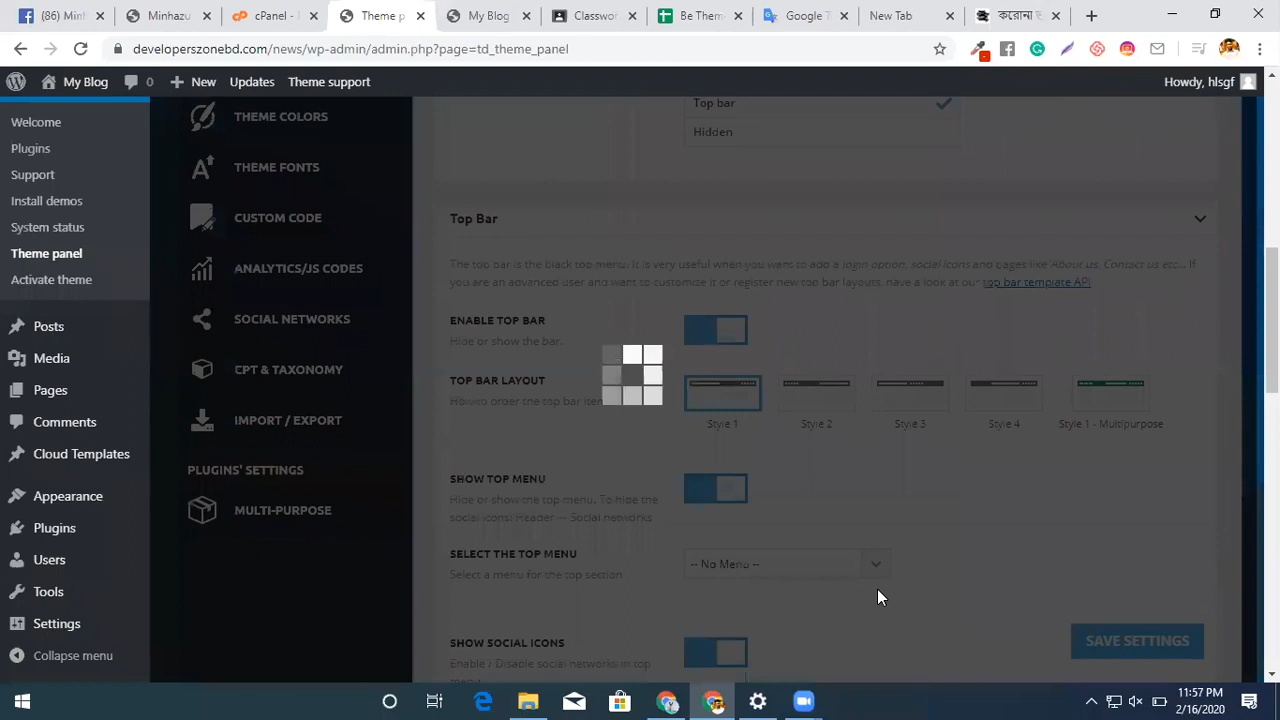 (86) Minh
Minhazu
cPanel -
Theme p
My Blog
Classwor
Be Them
Google T
New Tab
করোনা ভ
developerszonebd.com/news/wp-admin/admin.php?page=td_theme_panel
My Blog 0 New Updates Theme support Howdy, hlsgf
Welcome
Plugins
Support
Install demos
System status
Theme panel
Activate theme
Posts
Media
Pages
Comments
Cloud Templates
Appearance
Plugins
Users
Tools
Settings
Collapse menu
THEME COLORS
THEME FONTS
CUSTOM CODE
ANALYTICS/JS CODES
SOCIAL NETWORKS
CPT & TAXONOMY
IMPORT / EXPORT
PLUGINS' SETTINGS
MULTI-PURPOSE
Top bar
Hidden
Top Bar
The top bar is the black top menu. It is very useful when you want to add a login option, social icons and pages like About us, Contact us etc... If
you are an advanced user and want to customize it or register new top bar layouts, have a look at our top bar template API
ENABLE TOP BAR
Hide or show the bar.
TOP BAR LAYOUT
How to order the top bar item
Style 1
Style 2
Style 3
Style 4
Style 1 - Multipurpose
SHOW TOP MENU
Hide or show the top menu. To hide the
social icons: Header — Social networks
SELECT THE TOP MENU
Select a menu for the top section
-- No Menu --
SHOW SOCIAL ICONS
Enable / Disable social networks in top
SAVE SETTINGS
11:57 PM
2/16/2020